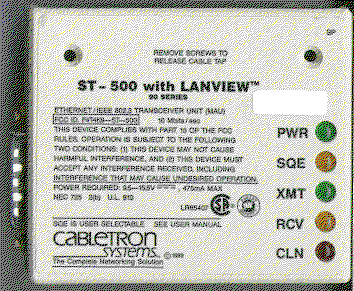 SP
REMOVE SCREWS TO
RELEASE CABLE TAP
ST - 500 with LANVIEW™
90 SERIES
ETHERNET/IEEE 802.3 TRANSCEIVER UNIT (MAU)
FCC ID. 10 Mbits/sec
THIS DEVICE COMPLIES WITH PART 15 OF THE FCC
RULES. OPERATION IS SUBJECT TO THE FOLLOWING
TWO CONDITIONS: (1) THIS DEVICE MAY NOT CAUSE
HARMFUL INTERFERENCE, AND (2) THIS DEVICE MUST
ACCEPT ANY INTERFERENCE RECEIVED, INCLUDING
INTERFERENCE THAT MAY CAUSE UNDESIRED OPERATION.
POWER REQUIRED: 9.5-15.5V 475mA MAX
NEC 725 2(b) U.L. 910
LR85407
SQE IS USER SELECTABLE SEE USER MANUAL
CABLETRON
SYSTEMS
The Complete Networking Solution
PWR
SQE
XMT
RCV
CLN